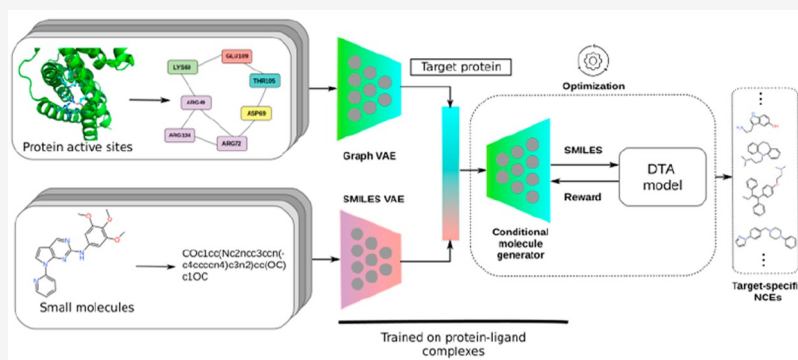 Protein active sites
LYS68
GLU109
THR105
ARG49
ASP69
ARG134
ARG72
Graph VAE
Target protein
Small molecules
COc1cc(Nc2ncc3ccn(-
c4ccccn4)c3n2)cc(OC)
c1OC
SMILES VAE
Trained on protein-ligand
complexes
Conditional
molecule
generator
Optimization
SMILES
Reward
DTA
model
Target-specifi
NCEs